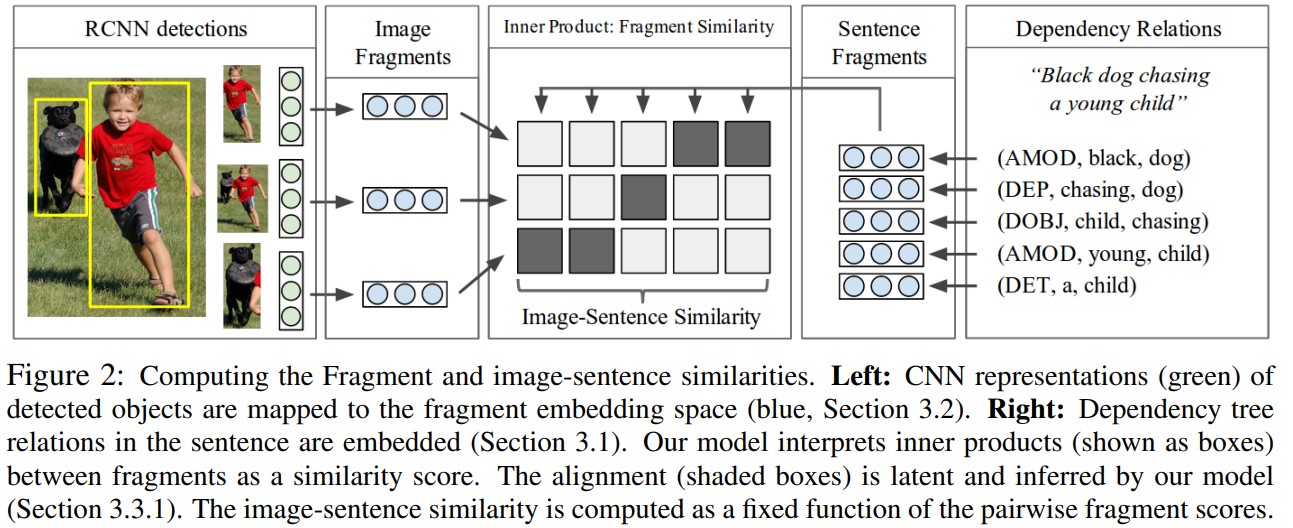 RCNN detections
Image
Fragments
Inner Product: Fragment Similarity
Image-Sentence Similarity
Sentence
Fragments
Dependency Relations
“Black dog chasing
a young child”
(AMOD, black, dog)
(DEP, chasing, dog)
(DOBJ, child, chasing)
(AMOD, young, child)
(DET, a, child)
Figure 2: Computing the Fragment and image-sentence similarities. Left: CNN representations (green) of
detected objects are mapped to the fragment embedding space (blue, Section 3.2). Right: Dependency tree
relations in the sentence are embedded (Section 3.1). Our model interprets inner products (shown as boxes)
between fragments as a similarity score. The alignment (shaded boxes) is latent and inferred by our model
(Section 3.3.1). The image-sentence similarity is computed as a fixed function of the pairwise fragment scores.